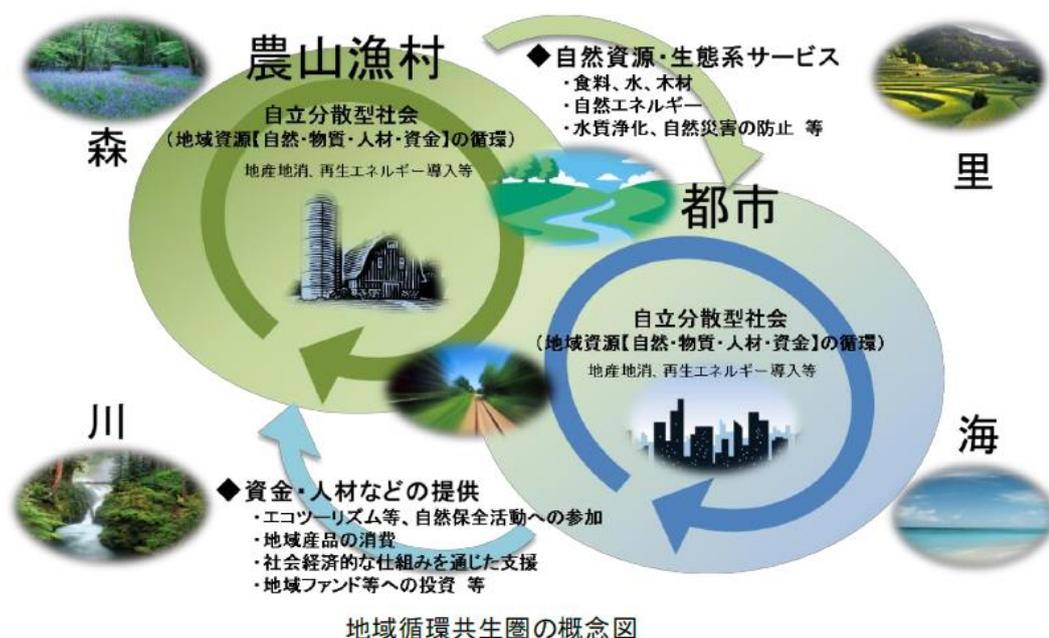 森
農山漁村
自立分散型社会
(地域資源【自然・物質・人材・資金】の循環)
地産地消、再生エネルギー導入等
◆自然資源・生態系サービス
・食料、水、木材
・自然エネルギー
・水質浄化、自然災害の防止 等
里
都市
自立分散型社会
(地域資源【自然・物質・人材・資金】の循環)
地産地消、再生エネルギー導入等
川
◆資金・人材などの提供
・エコツーリズム等、自然保全活動への参加
・地域産品の消費
・社会経済的な仕組みを通じた支援
・地域ファンド等への投資 等
海
地域循環共生圏の概念図